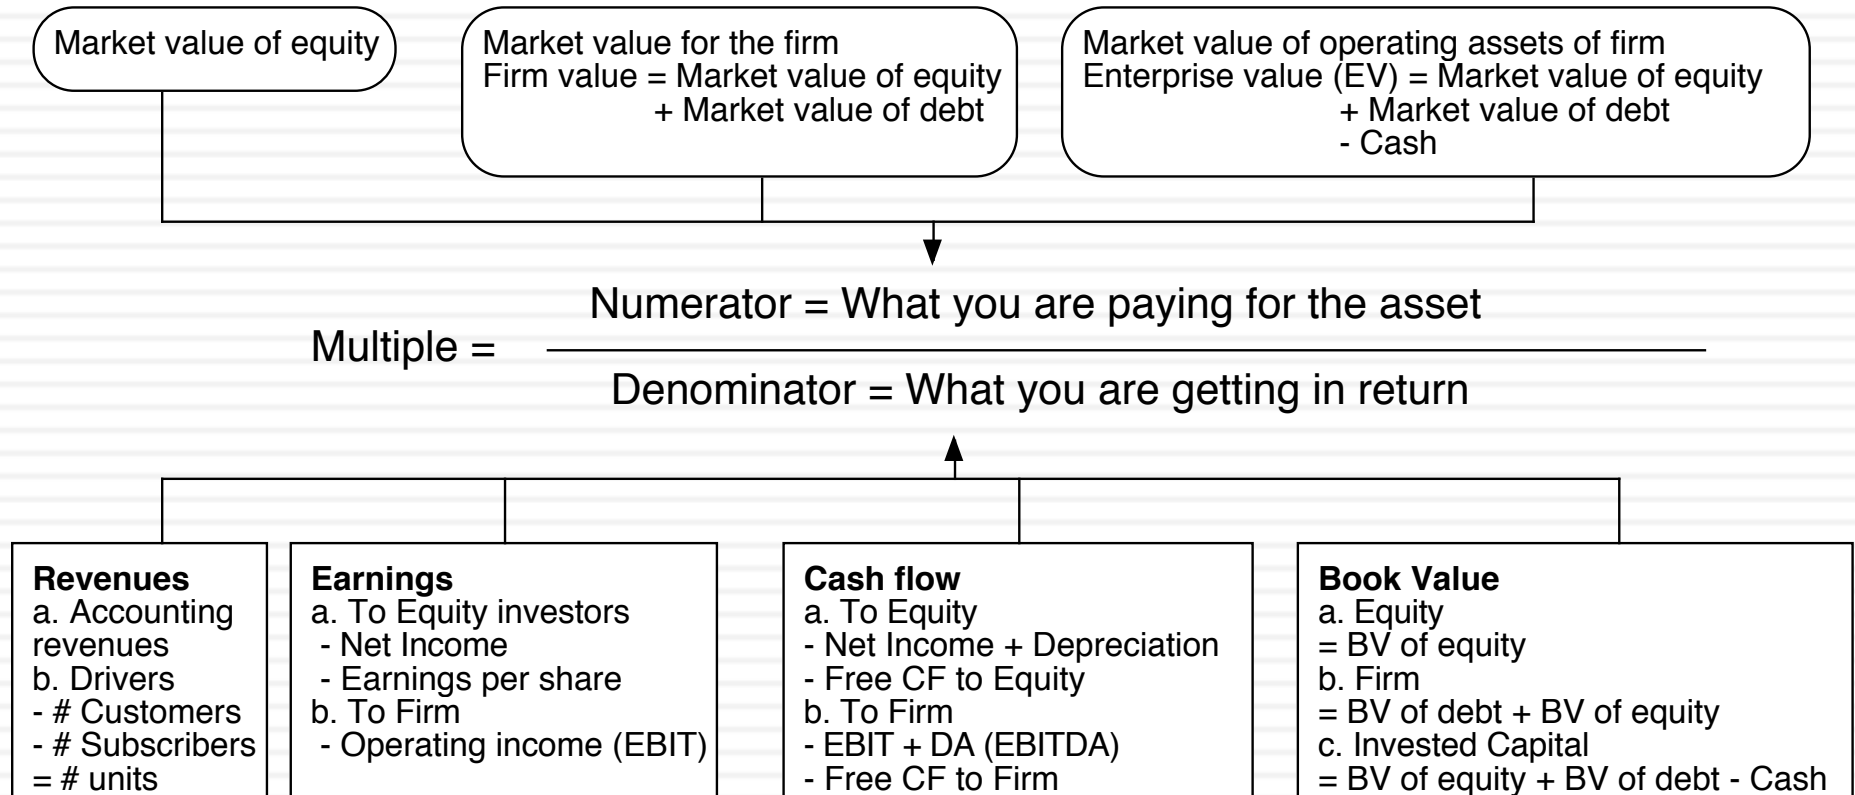 Market value of equity
Market value for the firm
Firm value = Market value of equity
+ Market value of debt
Market value of operating assets of firm
Enterprise value (EV) = Market value of equity
+ Market value of debt
- Cash
Numerator = What you are paying for the asset
Multiple =
Denominator = What you are getting in return
Revenues
a. Accounting
revenues
b. Drivers
- # Customers
- # Subscribers
= # units
Earnings
a. To Equity investors
- Net Income
- Earnings per share
b. To Firm
- Operating income (EBIT)
Cash flow
a. To Equity
- Net Income + Depreciation
- Free CF to Equity
b. To Firm
- EBIT + DA (EBITDA)
- Free CF to Firm
Book Value
a. Equity
= BV of equity
b. Firm
= BV of debt + BV of equity
c. Invested Capital
= BV of equity + BV of debt - Cash